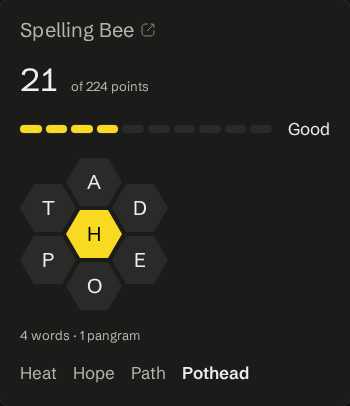 Spelling Bee
21 of 224 points
Good
A
T D
H
P E
O
4 words · 1 pangram
Heat Hope Path Pothead